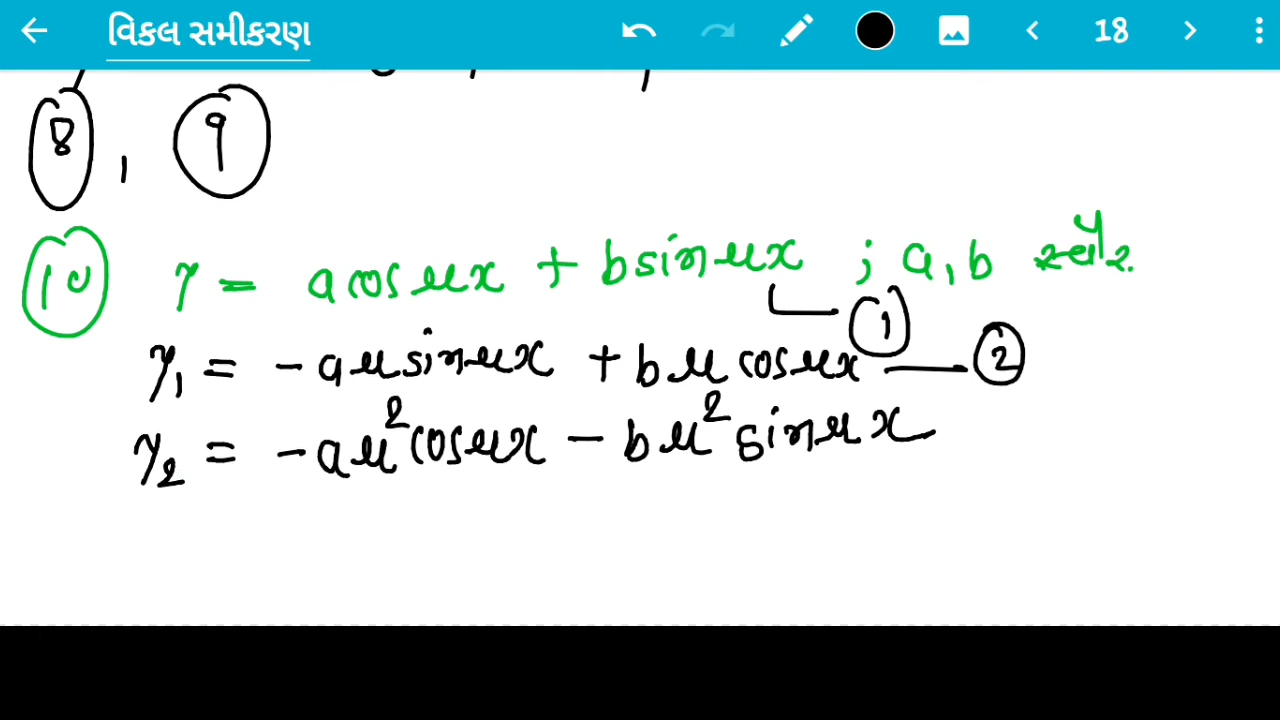 વિકલ સમીકરણ 18
8 , 9
10 y = a cos μx + b sin μx ; a, b સ્વૈર. 1
y₁ = - aμ sin μx + bμ cos μx 2
y₂ = - aμ² cos μx - bμ² sin μx